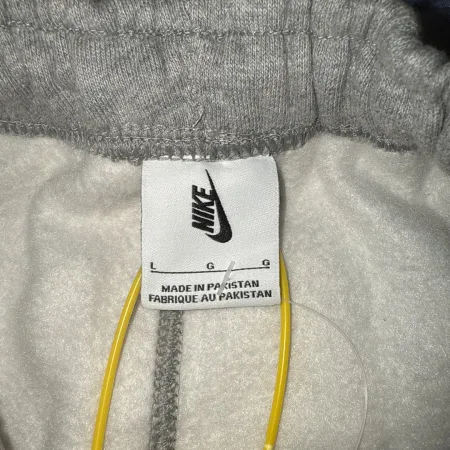 NIKE
L G G
MADE IN PAKISTAN
FABRIQUE AU PAKISTAN